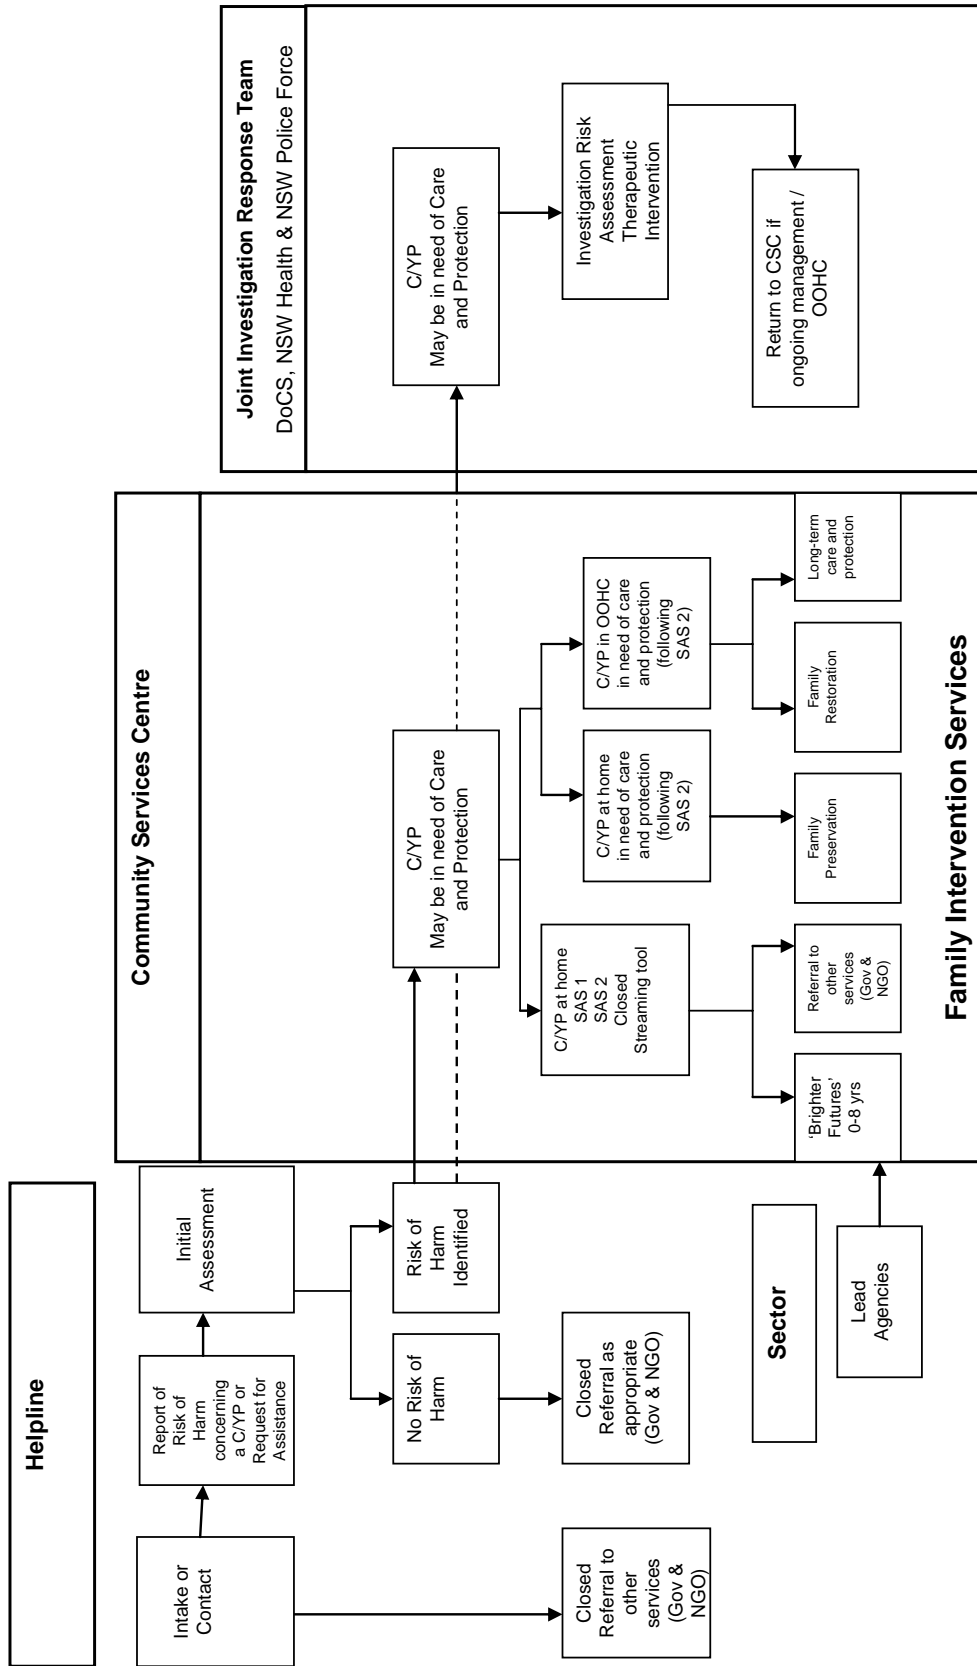 Helpline
Intake or
Contact
Report of
Risk of
Harm
concerning
a C/YP or
Request for
Assistance
Initial
Assessment
No Risk of
Harm
Risk of
Harm
Identified
Closed
Referral to
other
services
(Gov &
NGO)
Closed
Referral as
appropriate
(Gov & NGO)
Sector
Lead
Agencies
Community Services Centre
C/YP
May be in need of Care
and Protection
C/YP at home
SAS 1
SAS 2
Closed
Streaming tool
C/YP at home
in need of care
and protection
(following
SAS 2)
C/YP in OOHC
in need of care
and protection
(following
SAS 2)
‘Brighter
Futures’
0-8 yrs
Referral to
other
services
(Gov &
NGO)
Family
Preservation
Family
Restoration
Long-term
care and
protection
Family Intervention Services
Joint Investigation Response Team
DoCS, NSW Health & NSW Police Force
C/YP
May be in need of Care
and Protection
Investigation Risk
Assessment
Therapeutic
Intervention
Return to CSC if
ongoing management /
OOHC